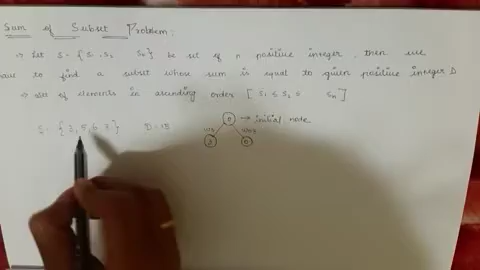 Sum of Subset Problem:
→ Let S = {S1, S2 Sn} be set of n positive integer, then we
have to find a subset whose sum is equal to given positive integer D
→ set of elements in ascending order [ S1 ≤ S2 ≤ Sn ]
S = {3, 5, 6, 7} D = 15
0 → initial node
3 0